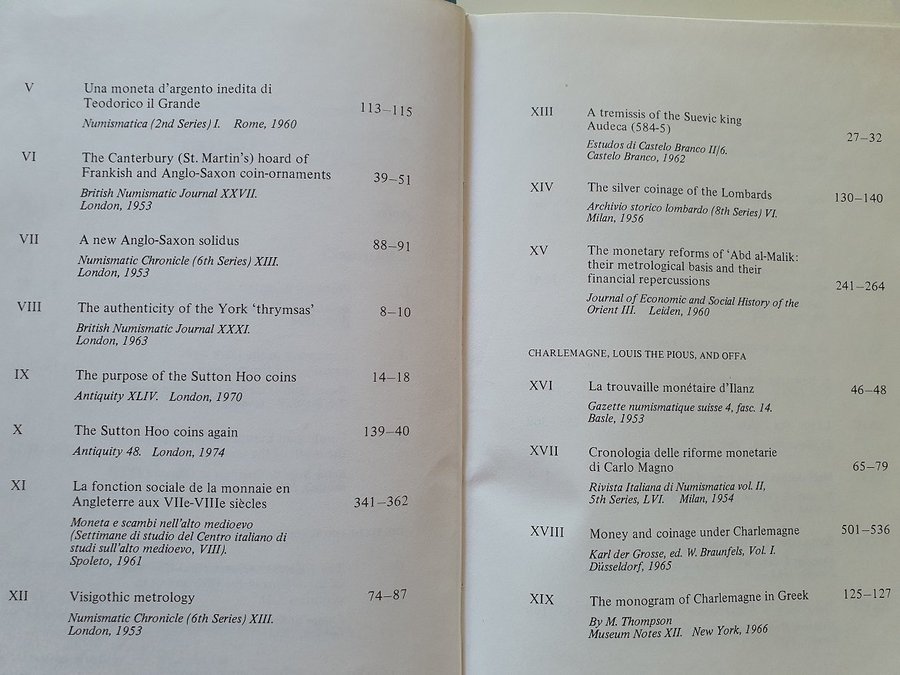 V Una moneta d'argento inedita di
Teodorico il Grande 113–115
Numismatica (2nd Series) I. Rome, 1960
VI The Canterbury (St. Martin's) hoard of
Frankish and Anglo-Saxon coin-ornaments 39–51
British Numismatic Journal XXVII.
London, 1953
VII A new Anglo-Saxon solidus 88–91
Numismatic Chronicle (6th Series) XIII.
London, 1953
VIII The authenticity of the York 'thrymsas' 8–10
British Numismatic Journal XXXI.
London, 1963
IX The purpose of the Sutton Hoo coins 14–18
Antiquity XLIV. London, 1970
X The Sutton Hoo coins again 139–40
Antiquity 48. London, 1974
XI La fonction sociale de la monnaie en
Angleterre aux VIIe-VIIIe siècles 341–362
Moneta e scambi nell'alto medioevo
(Settimane di studio del Centro italiano di
studi sull'alto medioevo, VIII).
Spoleto, 1961
XII Visigothic metrology 74–87
Numismatic Chronicle (6th Series) XIII.
London, 1953
XIII A tremissis of the Suevic king
Audeca (584-5) 27–32
Estudos di Castelo Branco II/6.
Castelo Branco, 1962
XIV The silver coinage of the Lombards 130–140
Archivio storico lombardo (8th Series) VI.
Milan, 1956
XV The monetary reforms of 'Abd al-Malik:
their metrological basis and their
financial repercussions 241–264
Journal of Economic and Social History of the
Orient III. Leiden, 1960
CHARLEMAGNE, LOUIS THE PIOUS, AND OFFA
XVI La trouvaille monétaire d'Ilanz 46–48
Gazette numismatique suisse 4, fasc. 14.
Basle, 1953
XVII Cronologia delle riforme monetarie
di Carlo Magno 65–79
Rivista Italiana di Numismatica vol. II,
5th Series, LVI. Milan, 1954
XVIII Money and coinage under Charlemagne 501–536
Karl der Grosse, ed. W. Braunfels, Vol. I.
Düsseldorf, 1965
XIX The monogram of Charlemagne in Greek 125–127
By M. Thompson
Museum Notes XII. New York, 1966